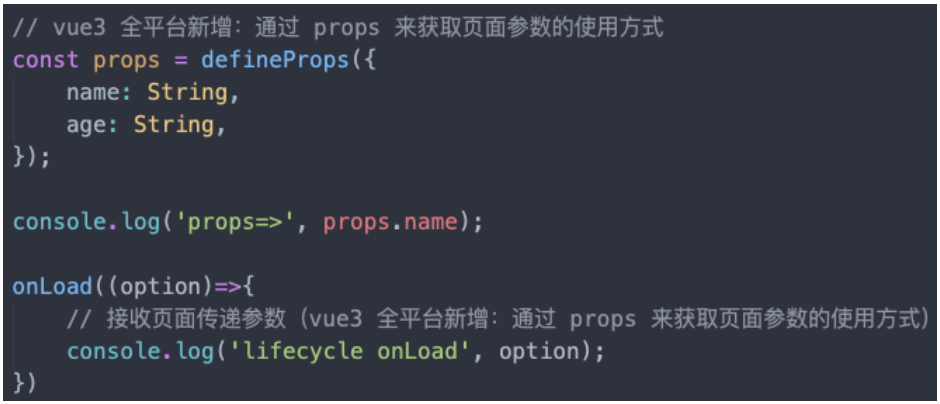 // vue3 全平台新增：通过 props 来获取页面参数的使用方式
const props = defineProps({
    name: String,
    age: String,
});

console.log('props=>', props.name);

onLoad((option)=>{
    // 接收页面传递参数（vue3 全平台新增：通过 props 来获取页面参数的使用方式）
    console.log('lifecycle onLoad', option);
})